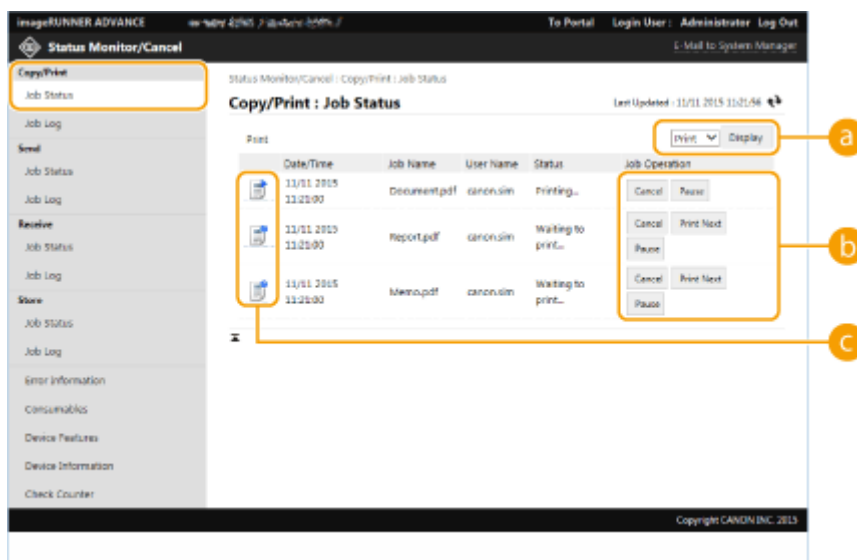 imageRUNNER ADVANCE
To Portal Login User : Administrator Log Out
Status Monitor/Cancel
E-Mail to System Manager
Copy/Print
Job Status
Job Log
Send
Job Status
Job Log
Receive
Job Status
Job Log
Store
Job Status
Job Log
Error Information
Consumables
Device Features
Device Information
Check Counter
Status Monitor/Cancel : Copy/Print : Job Status
Copy/Print : Job Status
Last Updated : 11/11 2015 11:21:56
Print
Print Display
a
Date/Time Job Name User Name Status Job Operation
11/11 2015
11:21:00
Document.pdf canon.sim Printing...
Cancel Pause
11/11 2015
11:21:00
Report.pdf canon.sim Waiting to
print...
Cancel Print Next
Pause
b
11/11 2015
11:21:00
Memo.pdf canon.sim Waiting to
print...
Cancel Print Next
Pause
c
Copyright CANON INC. 2015